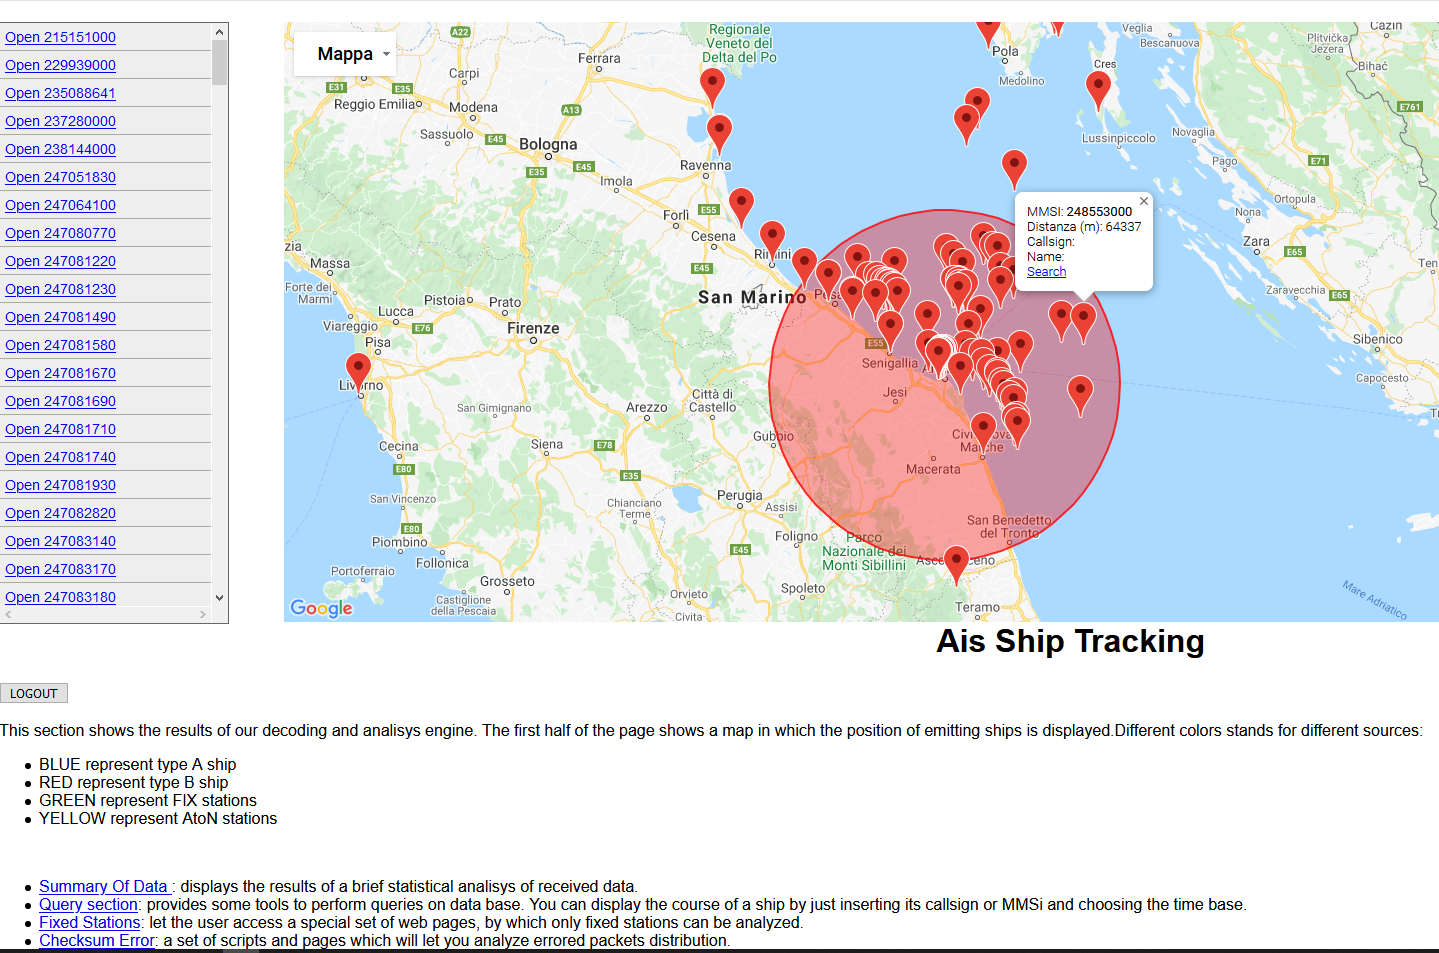 Open 215151000
Open 229939000
Open 235088641
Open 237280000
Open 238144000
Open 247051830
Open 247064100
Open 247080770
Open 247081220
Open 247081230
Open 247081490
Open 247081580
Open 247081670
Open 247081690
Open 247081710
Open 247081740
Open 247081930
Open 247082820
Open 247083140
Open 247083170
Open 247083180
Mappa
A22
Regionale
Veneto del
Delta del Po
Pola
Medolino
Veglia
Bescanuova
Cres
Cazin
Plitvička
Jezera
Bihać
Ferrara
Carpi
E31
E35
Reggio Emilia
Modena
A13
E761
Sassuolo
E45
Bologna
Lussinpiccolo
Novaglia
Ravenna
E35
E45
Imola
Pago
E71
Ortopula
Forlì
E55
Cesena
Nona
Zara
E65
zia
Massa
Forte dei
Marmi
E45
San Marino
Zaravecchia
E65
Pistoia
Prato
Lucca
Viareggio
E76
Firenze
Pisa
E55
Senigallia
Sibenico
Livorno
Jesi
Capocesto
Città di
Castello
San Gimignano
Arezzo
Gubbio
Cecina
Siena
E78
Macerata
E80
E35
San Vincenzo
Chianciano
Terme
Perugia
Assisi
San Benedetto
del Tronto
E80
Piombino
E45
Foligno
Parco
Nazionale dei
Monti Sibillini
Follonica
Portoferraio
Grosseto
Castiglione
della Pescaia
Orvieto
Spoleto
Civita
Teramo
Mare Adriatico
Google
MMSI: 248553000
Distanza (m): 64337
Callsign:
Name:
Search
Ais Ship Tracking
LOGOUT
This section shows the results of our decoding and analisys engine. The first half of the page shows a map in which the position of emitting ships is displayed.Different colors stands for different sources:
BLUE represent type A ship
RED represent type B ship
GREEN represent FIX stations
YELLOW represent AtoN stations
Summary Of Data : displays the results of a brief statistical analisys of received data.
Query section: provides some tools to perform queries on data base. You can display the course of a ship by just inserting its callsign or MMSi and choosing the time base.
Fixed Stations: let the user access a special set of web pages, by which only fixed stations can be analyzed.
Checksum Error: a set of scripts and pages which will let you analyze errored packets distribution.